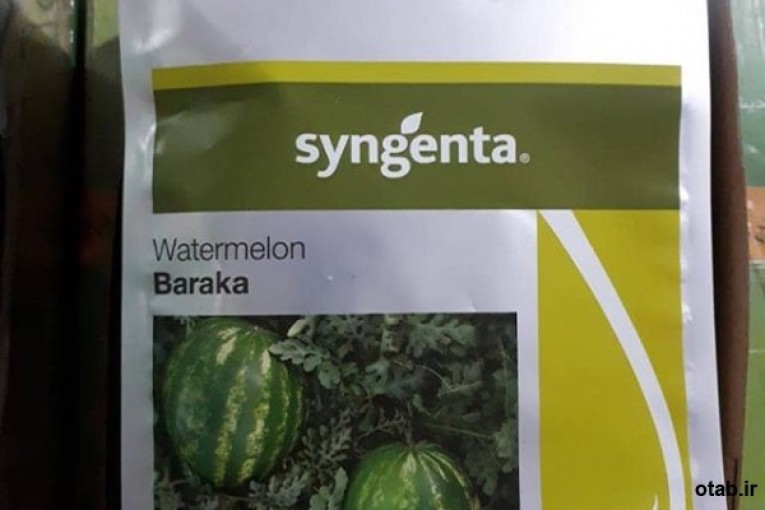 syngenta®
Watermelon
Baraka
otab.ir